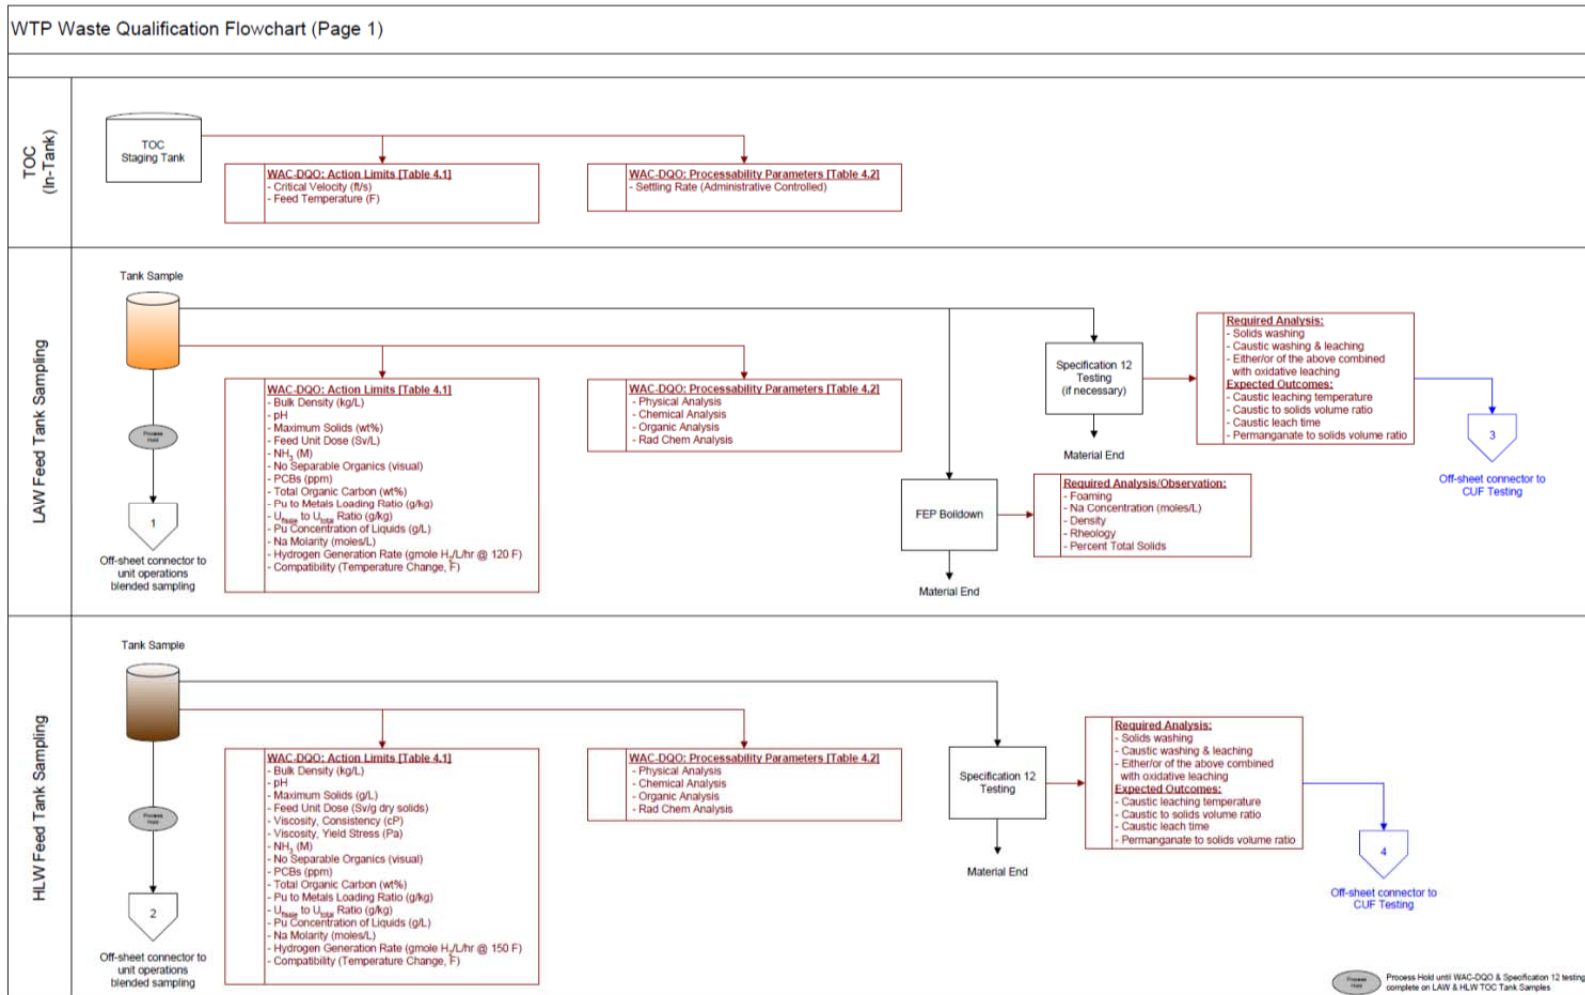 WTP Waste Qualification Flowchart (Page 1)
TOC
(In-Tank)
TOC
Staging Tank
WAC-DQO: Action Limits [Table 4.1]
- Critical Velocity (ft/s)
- Feed Temperature (F)
WAC-DQO: Processability Parameters [Table 4.2]
- Settling Rate (Administrative Controlled)
LAW Feed Tank Sampling
Tank Sample
Process
Hold
1
Off-sheet connector to
unit operations
blended sampling
WAC-DQO: Action Limits [Table 4.1]
- Bulk Density (kg/L)
- pH
- Maximum Solids (wt%)
- Feed Unit Dose (Sv/L)
- NH3 (M)
- No Separable Organics (visual)
- PCBs (ppm)
- Total Organic Carbon (wt%)
- Pu to Metals Loading Ratio (g/kg)
- Ufissile to Utotal Ratio (g/kg)
- Pu Concentration of Liquids (g/L)
- Na Molarity (moles/L)
- Hydrogen Generation Rate (gmole H2/L/hr @ 120 F)
- Compatibility (Temperature Change, F)
WAC-DQO: Processability Parameters [Table 4.2]
- Physical Analysis
- Chemical Analysis
- Organic Analysis
- Rad Chem Analysis
FEP Boildown
Material End
Required Analysis/Observation:
- Foaming
- Na Concentration (moles/L)
- Density
- Rheology
- Percent Total Solids
Specification 12
Testing
(if necessary)
Material End
Required Analysis:
- Solids washing
- Caustic washing & leaching
- Either/or of the above combined
with oxidative leaching
Expected Outcomes:
- Caustic leaching temperature
- Caustic to solids volume ratio
- Caustic leach time
- Permanganate to solids volume ratio
3
Off-sheet connector to
CUF Testing
HLW Feed Tank Sampling
Tank Sample
Process
Hold
2
Off-sheet connector to
unit operations
blended sampling
WAC-DQO: Action Limits [Table 4.1]
- Bulk Density (kg/L)
- pH
- Maximum Solids (g/L)
- Feed Unit Dose (Sv/g dry solids)
- Viscosity, Consistency (cP)
- Viscosity, Yield Stress (Pa)
- NH3 (M)
- No Separable Organics (visual)
- PCBs (ppm)
- Total Organic Carbon (wt%)
- Pu to Metals Loading Ratio (g/kg)
- Ufissile to Utotal Ratio (g/kg)
- Pu Concentration of Liquids (g/L)
- Na Molarity (moles/L)
- Hydrogen Generation Rate (gmole H2/L/hr @ 150 F)
- Compatibility (Temperature Change, F)
WAC-DQO: Processability Parameters [Table 4.2]
- Physical Analysis
- Chemical Analysis
- Organic Analysis
- Rad Chem Analysis
Specification 12
Testing
Material End
Required Analysis:
- Solids washing
- Caustic washing & leaching
- Either/or of the above combined
with oxidative leaching
Expected Outcomes:
- Caustic leaching temperature
- Caustic to solids volume ratio
- Caustic leach time
- Permanganate to solids volume ratio
4
Off-sheet connector to
CUF Testing
Process
Hold
Process Hold until WAC-DQO & Specification 12 testing
complete on LAW & HLW TOC Tank Samples